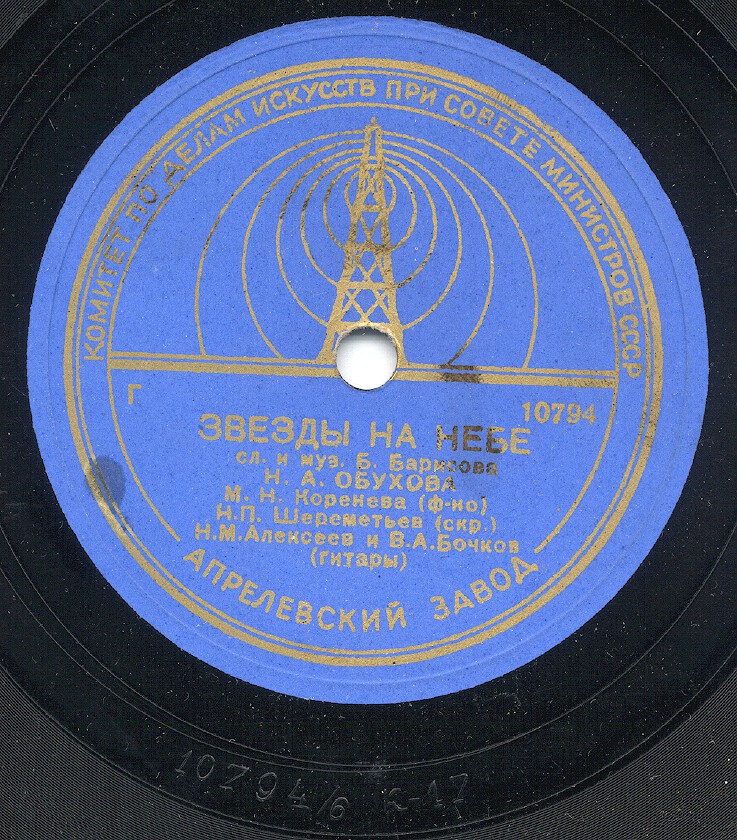 КОМИТЕТ ПО ДЕЛАМ ИСКУССТВ ПРИ СОВЕТЕ МИНИСТРОВ СССР
Г 10794
ЗВЕЗДЫ НА НЕБЕ
сл. и муз. Б. Барисова
Н. А. ОБУХОВА
М. Н. Коренева (ф-но)
Н.П. Шереметьев (скр.)
Н.М.Алексеев и В.А.Бочков
(гитары)
АПРЕЛЕВСКИЙ ЗАВОД
10794/6 к-17